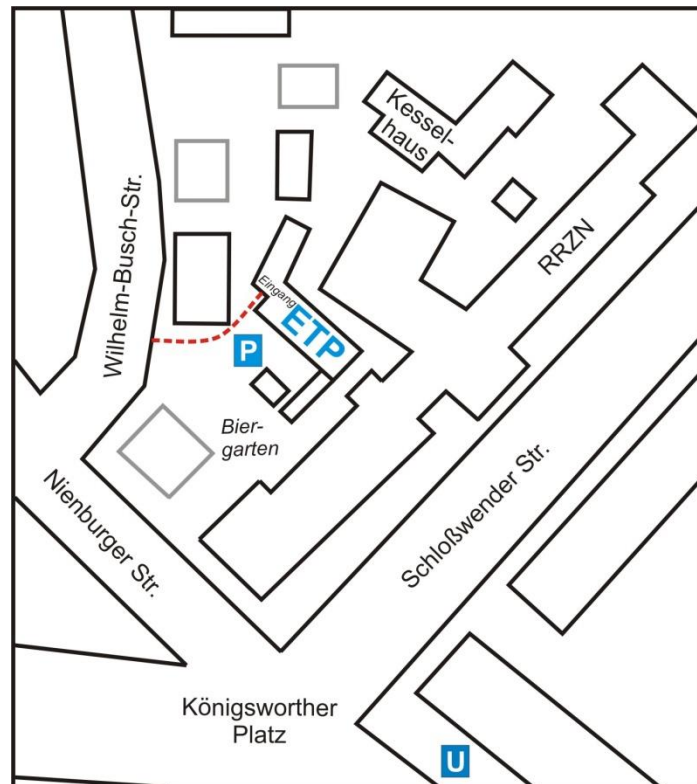 Kessel-
haus
Wilhelm-Busch-Str.
RRZN
Eingang
ETP
P
Bier-
garten
Nienburger Str.
Schloßwender Str.
Königsworther
Platz
U